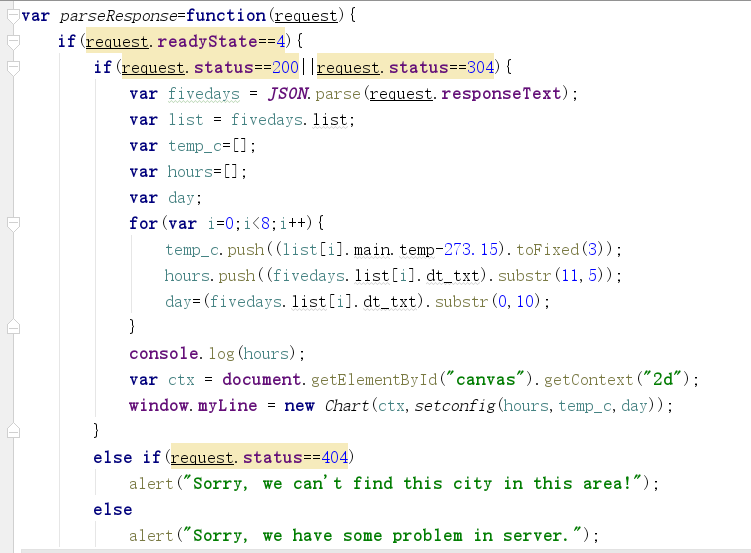 var parseResponse=function(request){
if(request.readyState==4){
if(request.status==200||request.status==304){
var fivedays = JSON.parse(request.responseText);
var list = fivedays.list;
var temp_c=[];
var hours=[];
var day;
for(var i=0;i<8;i++){
temp_c.push((list[i].main.temp-273.15).toFixed(3));
hours.push((fivedays.list[i].dt_txt).substr(11,5));
day=(fivedays.list[i].dt_txt).substr(0,10);
}
console.log(hours);
var ctx = document.getElementById("canvas").getContext("2d");
window.myLine = new Chart(ctx,setconfig(hours,temp_c,day));
}
else if(request.status==404)
alert("Sorry, we can't find this city in this area!");
else
alert("Sorry, we have some problem in server.");